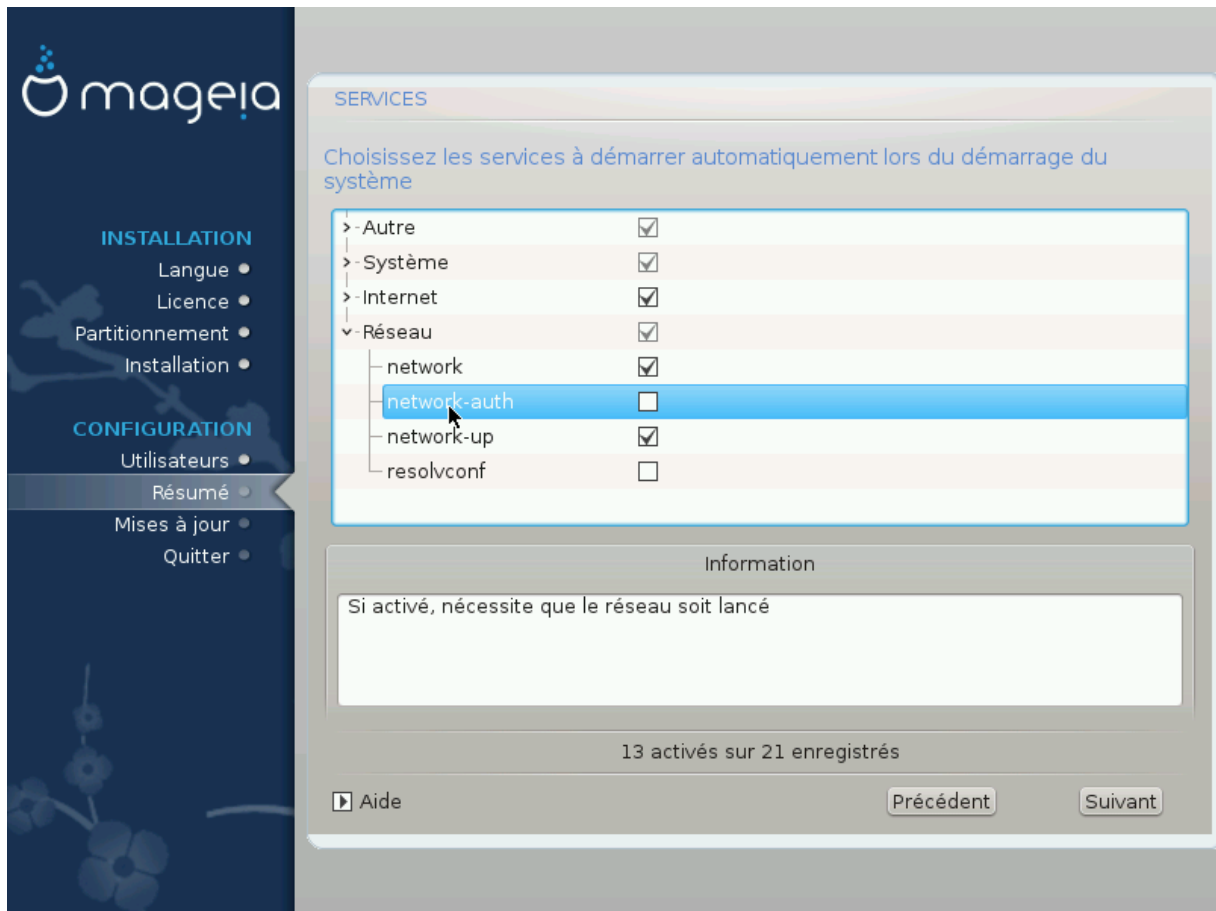 mageia
INSTALLATION
Langue
Licence
Partitionnement
Installation
CONFIGURATION
Utilisateurs
Résumé
Mises à jour
Quitter
SERVICES
Choisissez les services à démarrer automatiquement lors du démarrage du
système
Autre
Système
Internet
Réseau
network
network-auth
network-up
resolvconf
Information
Si activé, nécessite que le réseau soit lancé
13 activés sur 21 enregistrés
Aide
Précédent
Suivant